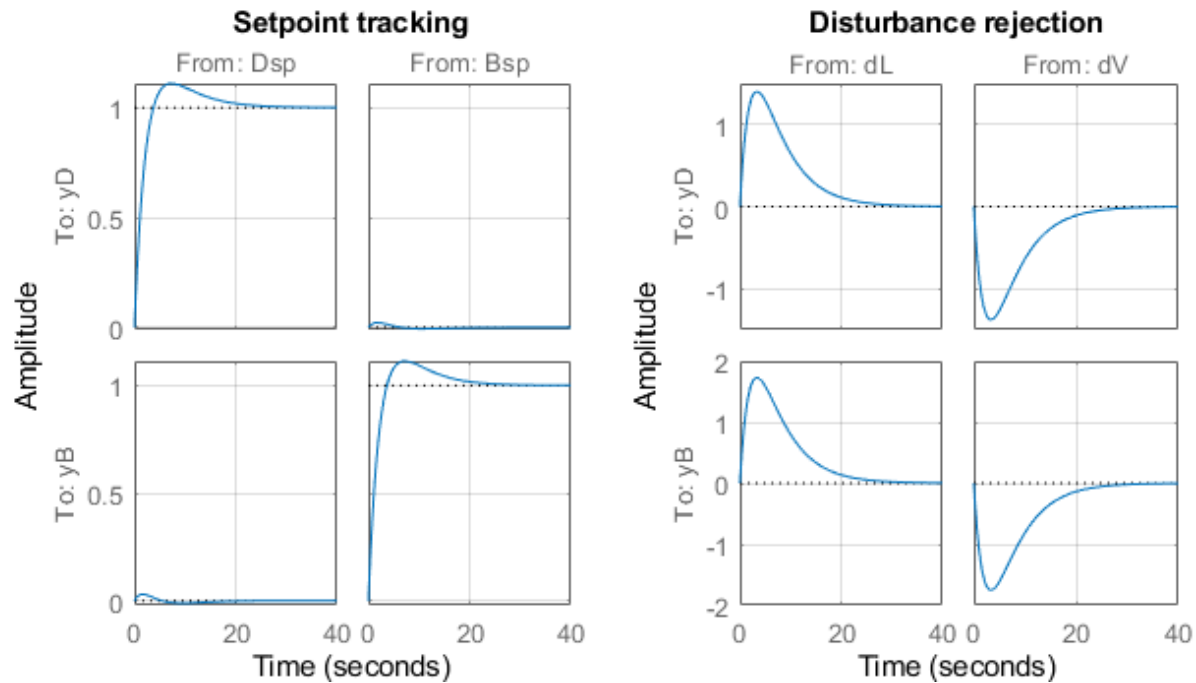 Setpoint tracking
From: Dsp
From: Bsp
To: yD
1
0.5
0
To: yB
1
0.5
0
Amplitude
0
20
40
0
20
40
Time (seconds)
Disturbance rejection
From: dL
From: dV
To: yD
1
0
-1
To: yB
2
1
0
-1
-2
Amplitude
0
20
40
0
20
40
Time (seconds)